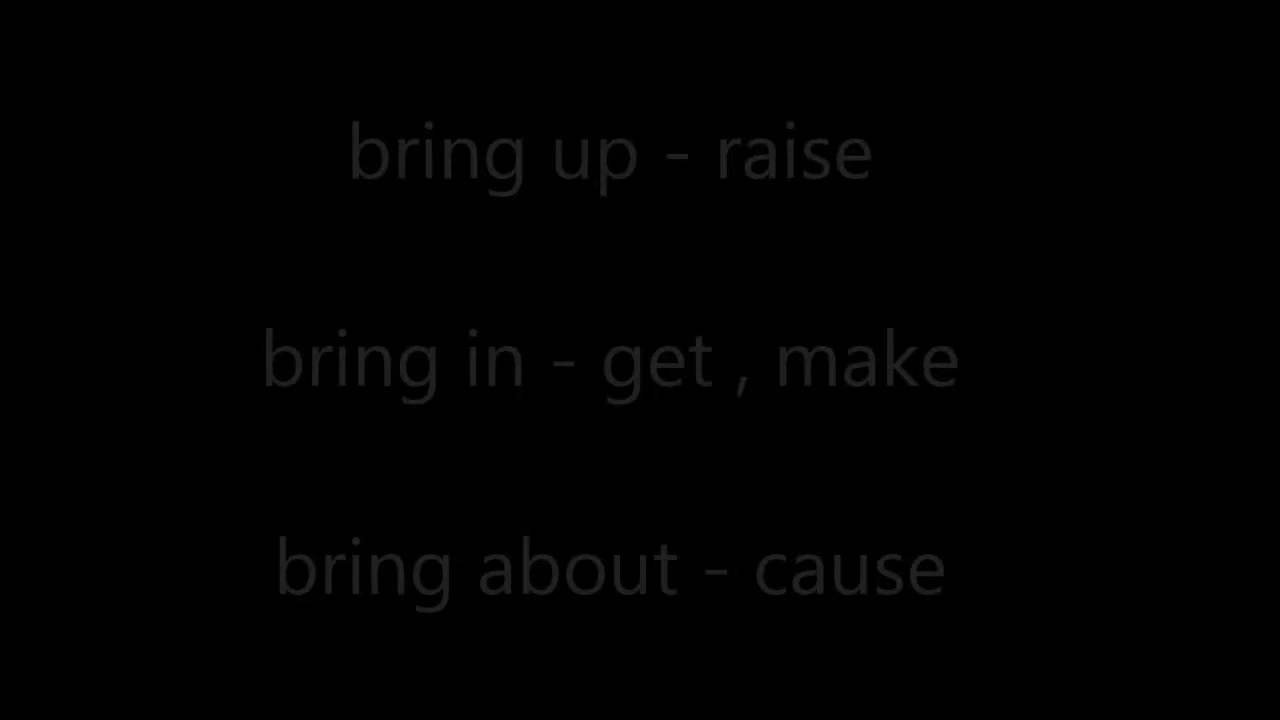 bring up - raise
bring in - get , make
bring about - cause